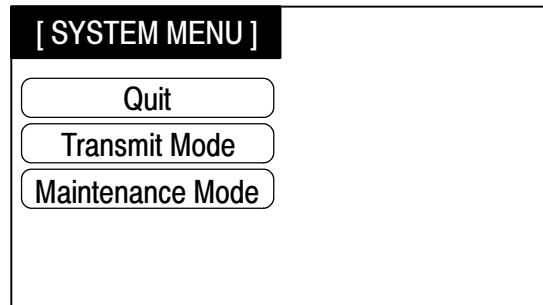 [ SYSTEM MENU ]
Quit
Transmit Mode
Maintenance Mode